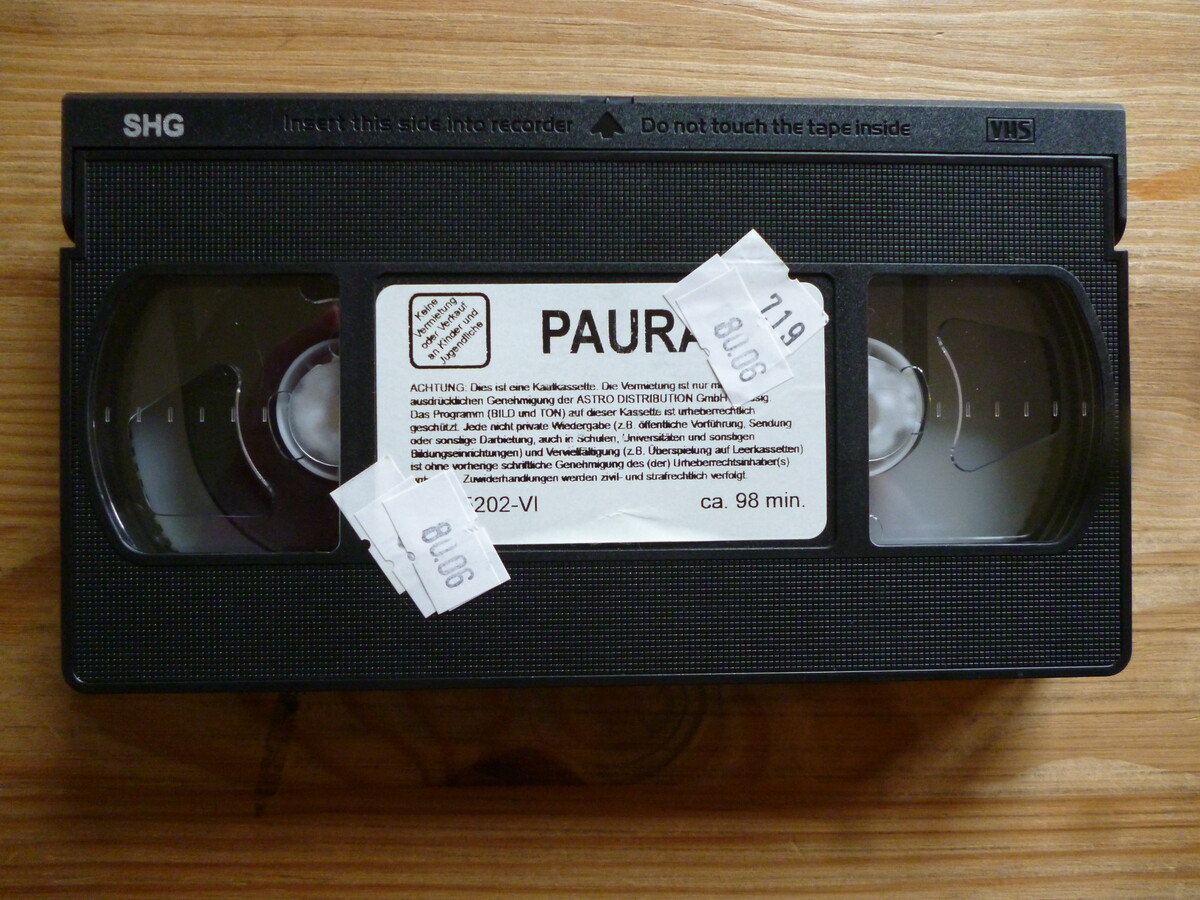 SHG
Insert this side into recorder Do not touch the tape inside
VHS
Keine
Vermietung
oder Verkauf
an Kinder und
Jugendliche
PAURA
7.19
80.06
ACHTUNG: Dies ist eine Kaufkassette. Die Vermietung ist nur
ausdrücklichen Genehmigung der ASTRO DISTRIBUTION GmbH
Das Programm (BILD und TON) auf dieser Kassette ist urheberrechtlich
geschützt. Jede nicht private Wiedergabe (z.B. öffentliche Vorführung, Sendung
oder sonstige Darbietung, auch in Schulen, Universitäten und sonstigen
Bildungseinrichtungen) und Vervielfältigung (z.B. Überspielung auf Leerkassetten)
ist ohne vorherige schriftliche Genehmigung des (der) Urheberrechtsinhaber(s)
Zuwiderhandlungen werden zivil- und strafrechtlich verfolgt.
5202-VI ca. 98 min.
80.06